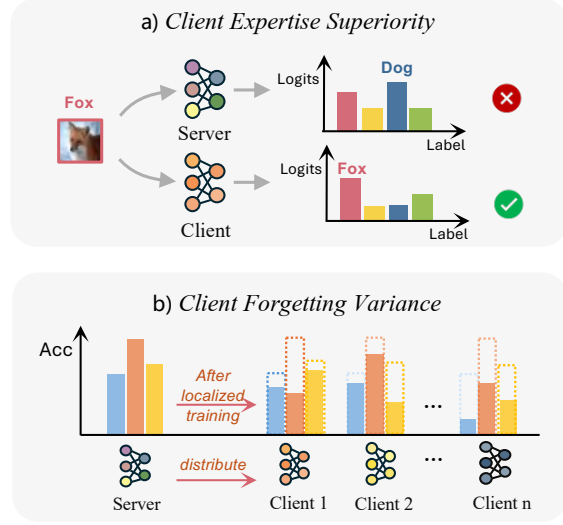 a) Client Expertise Superiority
Fox
Server
Logits
Dog
Label
Client
Logits
Fox
Label
b) Client Forgetting Variance
Acc
After
localized
training
...
distribute
...
Server
Client 1
Client 2
Client n